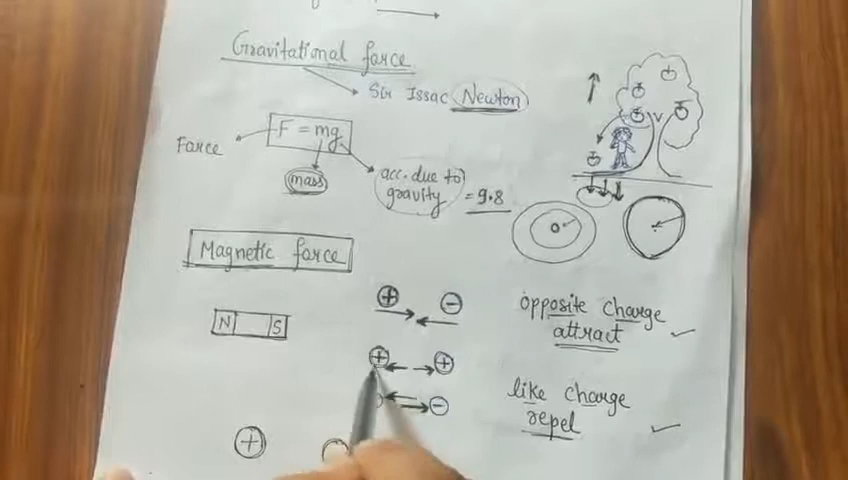 Gravitational force
Sir Issac Newton
F = mg
Force
mass
acc. due to
gravity = 9.8
Magnetic force
N S
+ −
opposite charge
attract
+ +
like charge
repel
−
+